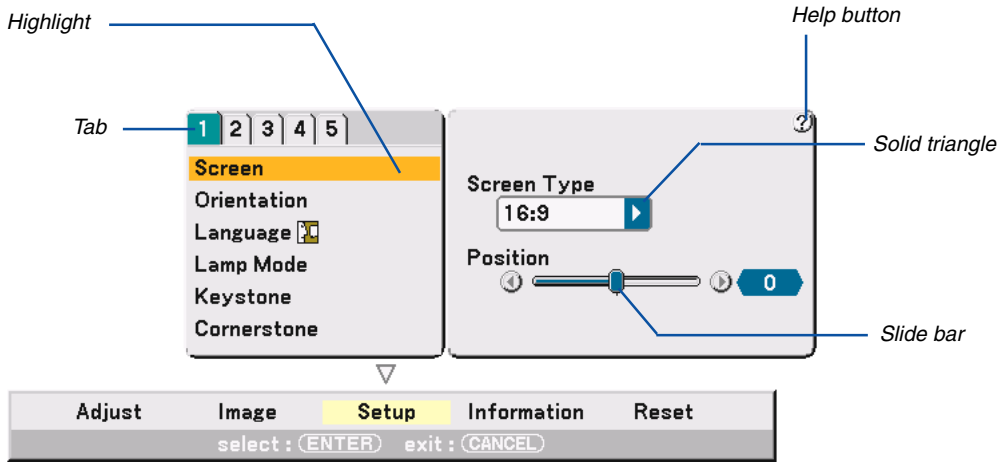 Highlight
Help button
Tab
1 2 3 4 5
?
Solid triangle
Screen
Orientation
Language
Lamp Mode
Keystone
Cornerstone
Screen Type
16:9
Position
0
Slide bar
Adjust Image Setup Information Reset
select : ENTER exit : CANCEL